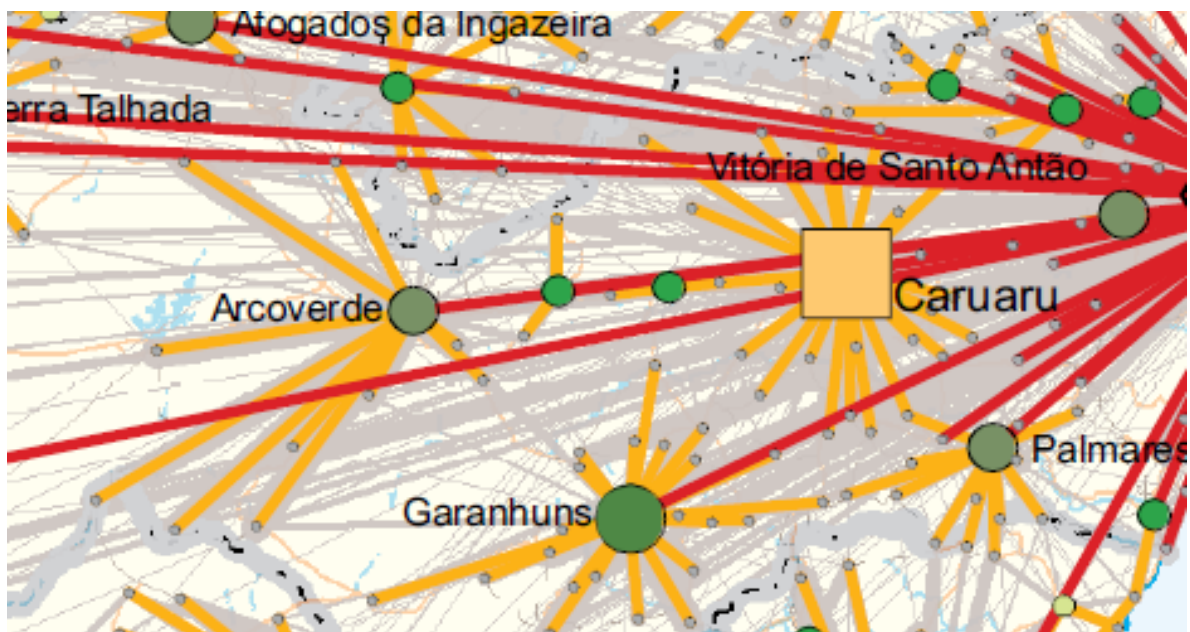 Afogados da Ingazeira
erra Talhada
Vitória de Santo Antão
Arcoverde
Caruaru
Palmares
Garanhuns